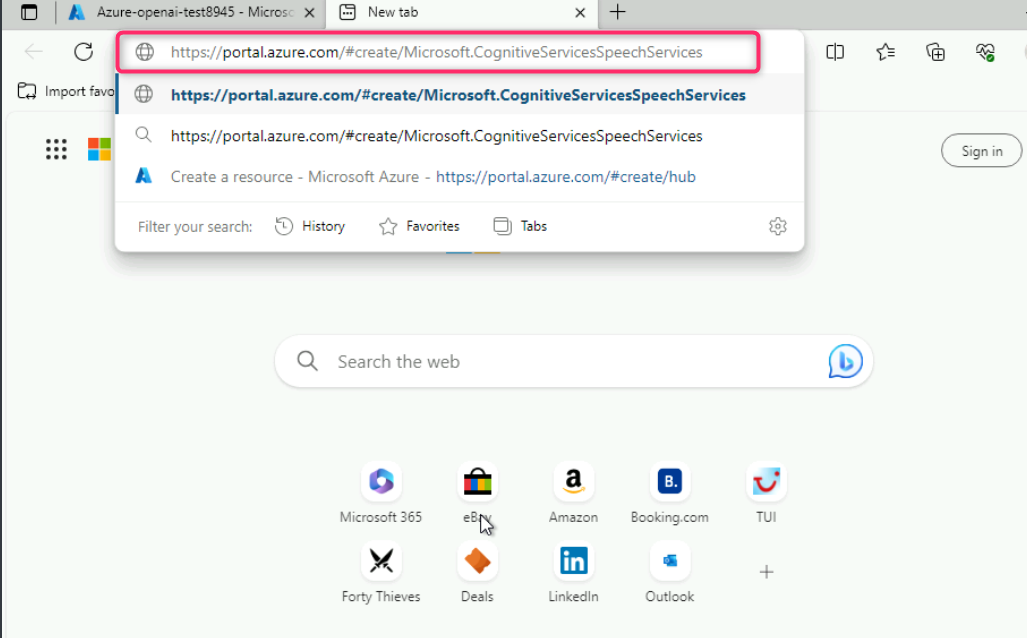 Azure-openai-test8945 - Microsc
New tab
https://portal.azure.com/#create/Microsoft.CognitiveServicesSpeechServices
Import favo
https://portal.azure.com/#create/Microsoft.CognitiveServicesSpeechServices
https://portal.azure.com/#create/Microsoft.CognitiveServicesSpeechServices
Sign in
Create a resource - Microsoft Azure - https://portal.azure.com/#create/hub
Filter your search: History Favorites Tabs
Search the web
a
B.
Microsoft 365 eBay Amazon Booking.com TUI
in
Forty Thieves Deals LinkedIn Outlook